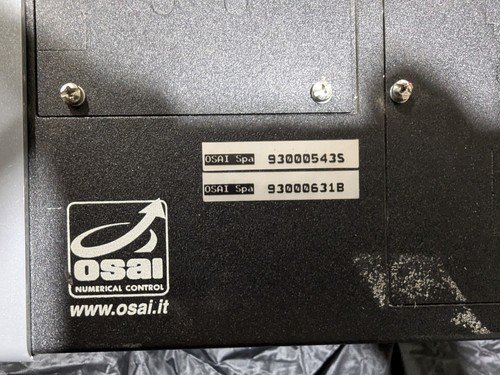 OSAI Spa 93000543S
OSAI Spa 93000631B
osai
NUMERICAL CONTROL
www.osai.it